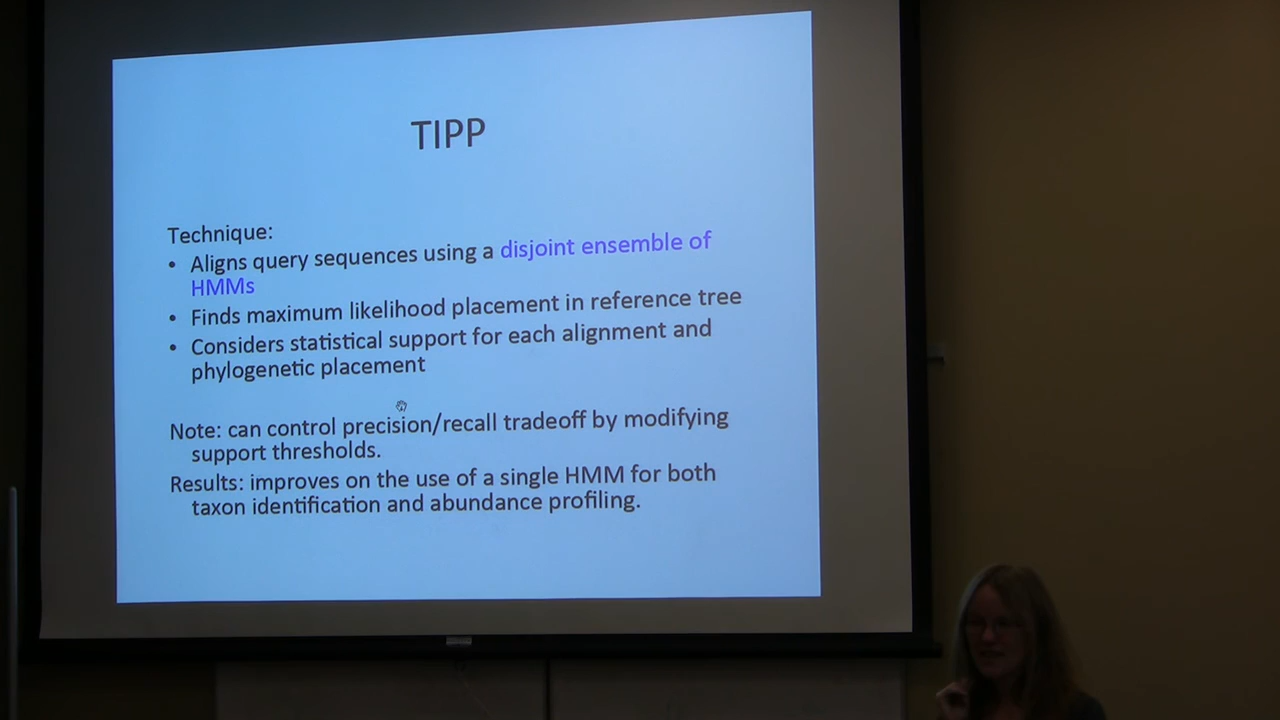 TIPP
Technique:
• Aligns query sequences using a disjoint ensemble of
HMMs
• Finds maximum likelihood placement in reference tree
• Considers statistical support for each alignment and
phylogenetic placement
Note: can control precision/recall tradeoff by modifying
support thresholds.
Results: improves on the use of a single HMM for both
taxon identification and abundance profiling.